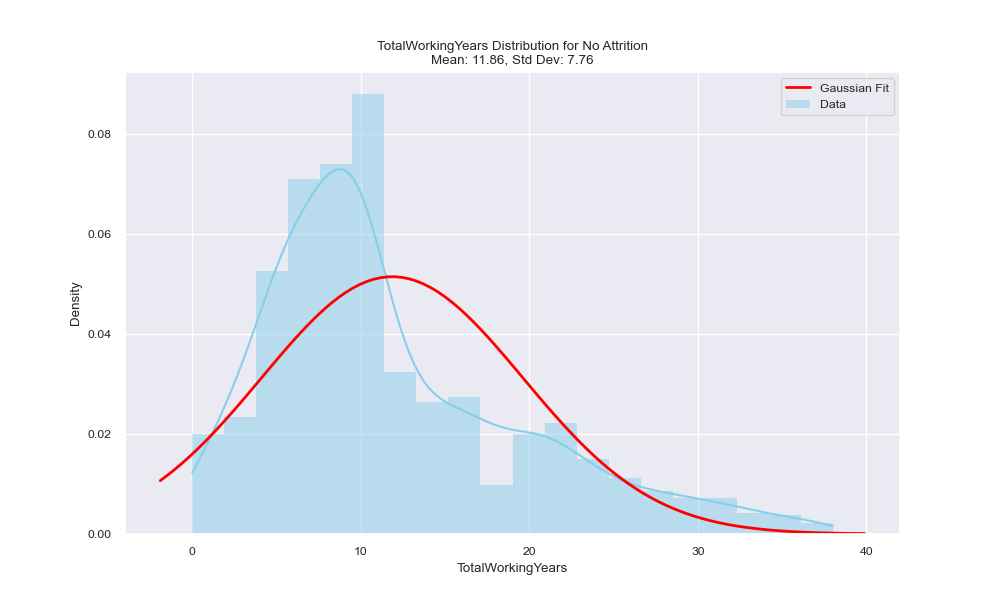 TotalWorkingYears Distribution for No Attrition
Mean: 11.86, Std Dev: 7.76
Gaussian Fit
Data
0.08
0.06
0.04
0.02
0.00
Density
0
10
20
30
40
TotalWorkingYears